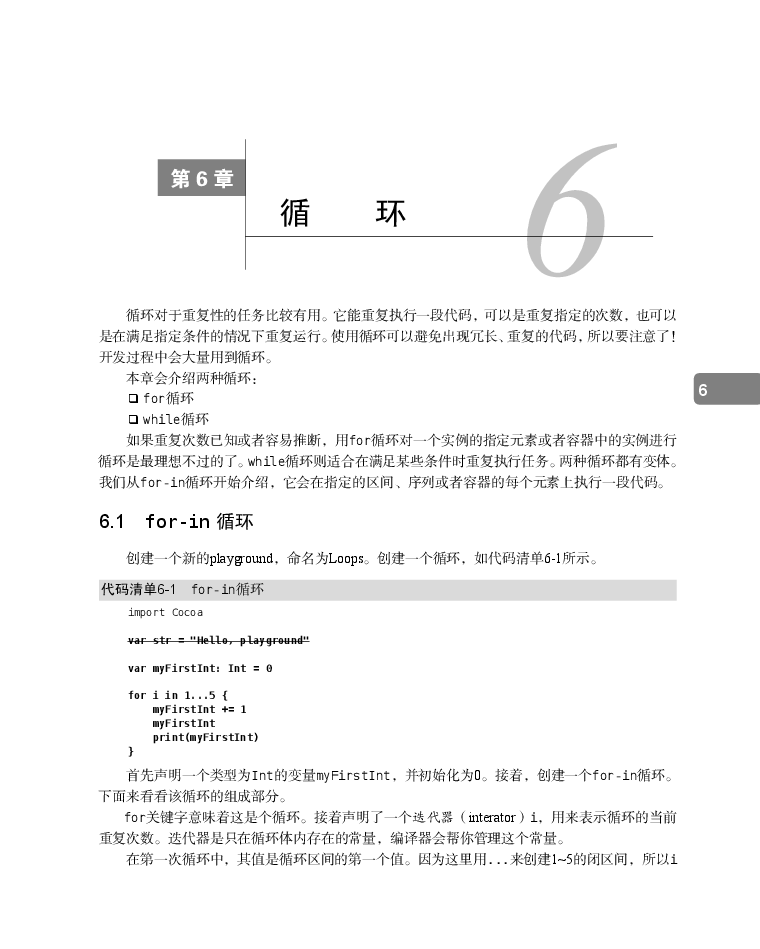 第 6 章
循 环
6
循环对于重复性的任务比较有用。它能重复执行一段代码，可以是重复指定的次数，也可以
是在满足指定条件的情况下重复运行。使用循环可以避免出现冗长、重复的代码，所以要注意了！
开发过程中会大量用到循环。
本章会介绍两种循环：
❑ for循环
❑ while循环
6
如果重复次数已知或者容易推断，用for循环对一个实例的指定元素或者容器中的实例进行
循环是最理想不过的了。while循环则适合在满足某些条件时重复执行任务。两种循环都有变体。
我们从for-in循环开始介绍，它会在指定的区间、序列或者容器的每个元素上执行一段代码。
6.1 for-in 循环
创建一个新的playground，命名为Loops。创建一个循环，如代码清单6-1所示。
代码清单6-1 for-in循环
import Cocoa
var str = "Hello, playground"
var myFirstInt: Int = 0
for i in 1...5 {
myFirstInt += 1
myFirstInt
print(myFirstInt)
}
首先声明一个类型为Int的变量myFirstInt，并初始化为0。接着，创建一个for-in循环。
下面来看看该循环的组成部分。
for关键字意味着这是个循环。接着声明了一个迭代器（interator）i，用来表示循环的当前
重复次数。迭代器是只在循环体内存在的常量，编译器会帮你管理这个常量。
在第一次循环中，其值是循环区间的第一个值。因为这里用...来创建1~5的闭区间，所以i